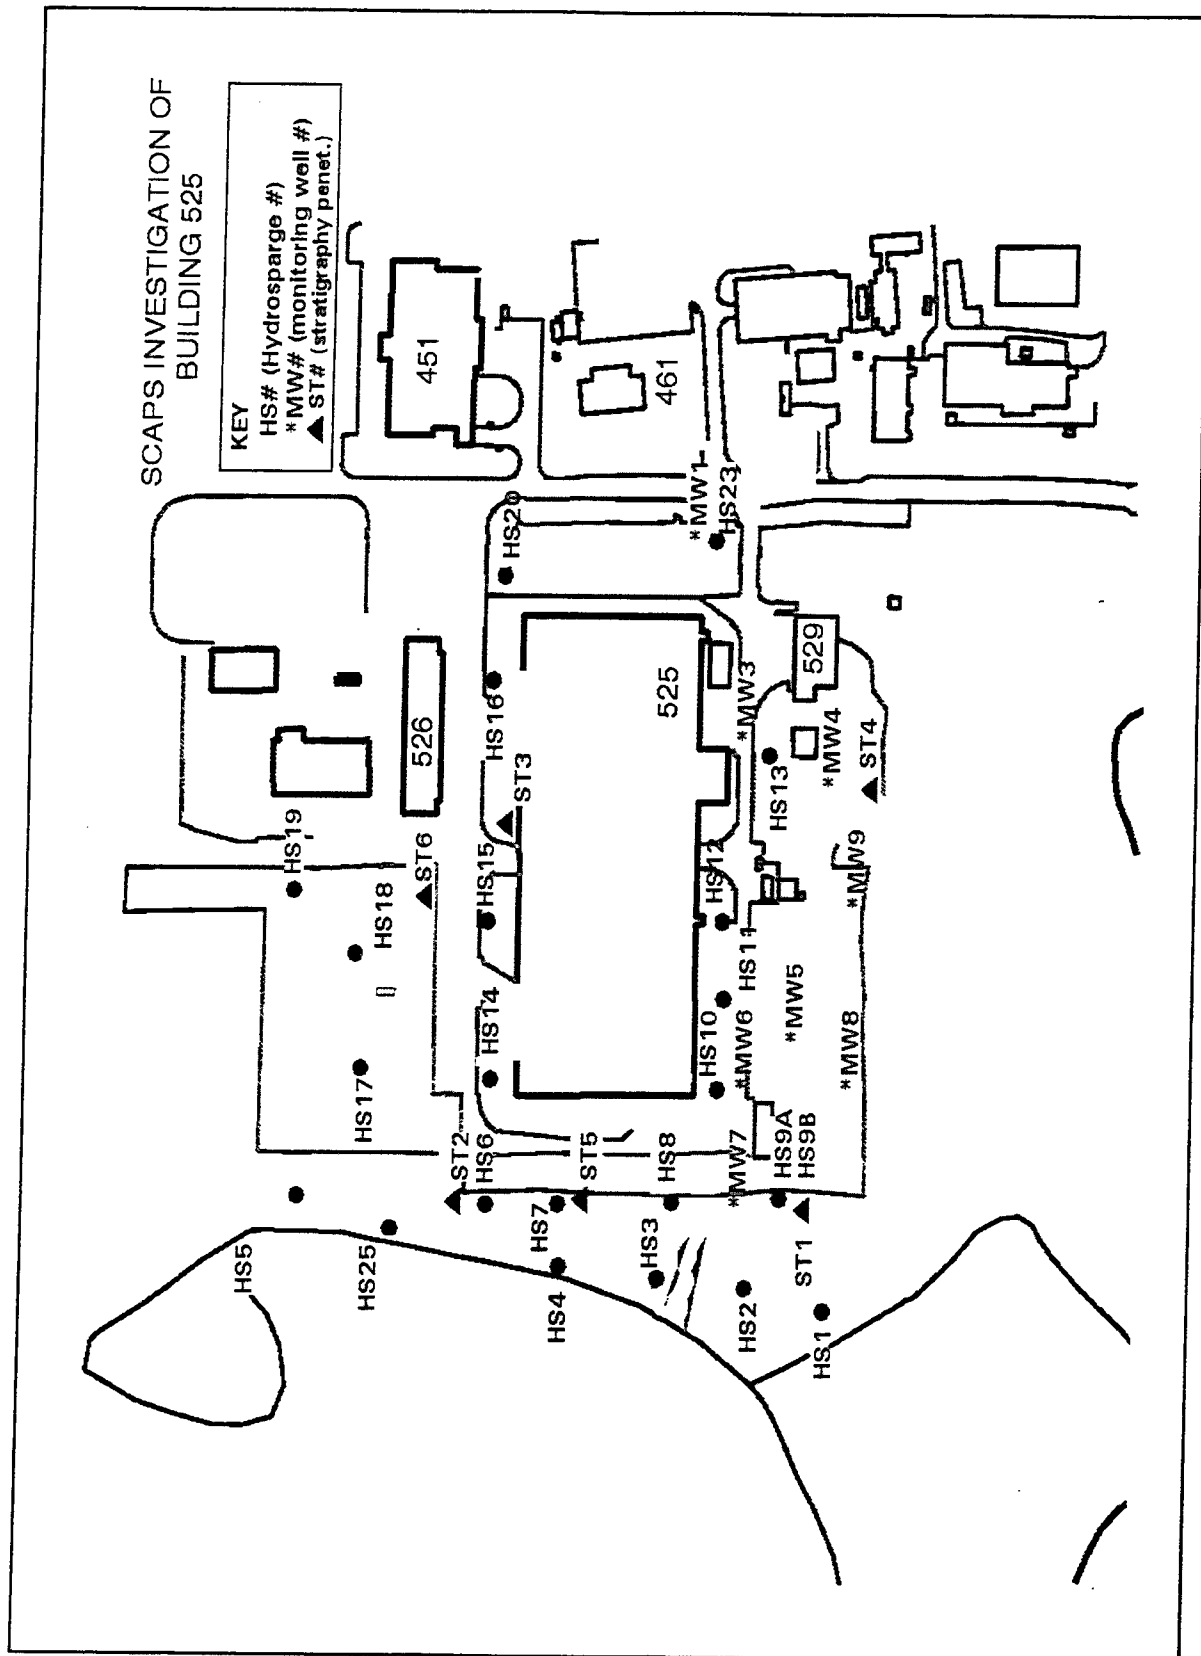 SCAPS INVESTIGATION OF
BUILDING 525
KEY
HS# (Hydrosparge #)
*MW# (monitoring well #)
▲ ST# (stratigraphy penet.)
HS5
HS25
HS17
HS18
HS19
526
451
ST2
HS6
HS14
HS15
ST6
ST3
HS16
HS20
HS4
HS7
ST5
HS3
HS8
525
461
HS2
*MW7
HS10
*MW6
HS11
HS12
*MW3
*MW1
HS23
HS1
ST1
HS9A
HS9B
*MW5
HS13
529
*MW8
*MW9
*MW4
ST4